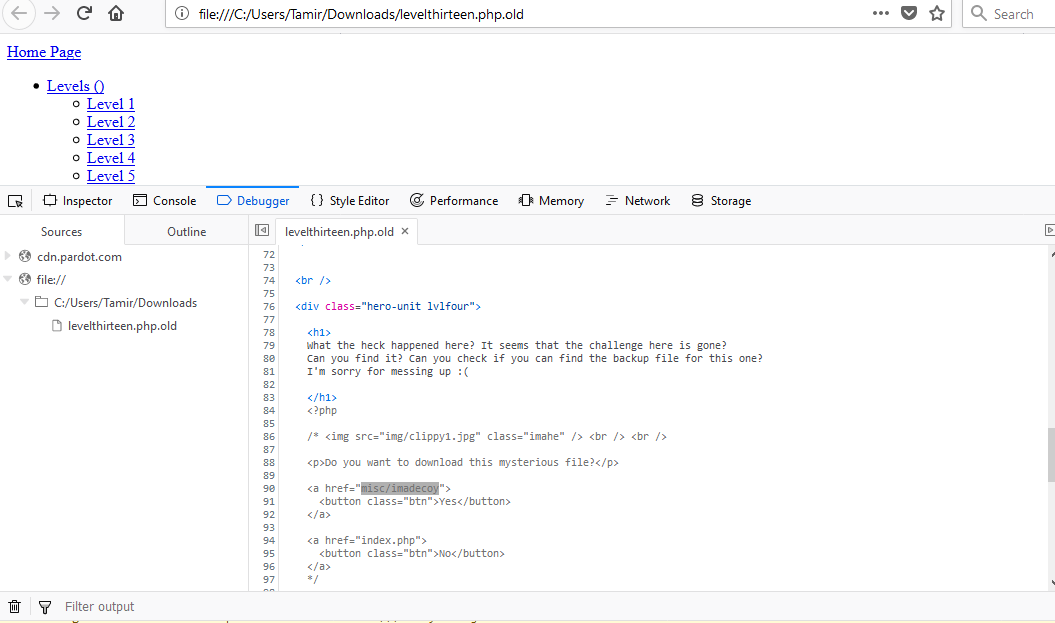 file:///C:/Users/Tamir/Downloads/levelthirteen.php.old
Search
Home Page
Levels ()
Level 1
Level 2
Level 3
Level 4
Level 5
Inspector Console Debugger {} Style Editor Performance Memory Network Storage
Sources Outline levelthirteen.php.old ×
cdn.pardot.com
file://
C:/Users/Tamir/Downloads
levelthirteen.php.old
72
73
74 <br />
75
76 <div class="hero-unit lvlfour">
77
78 <h1>
79 What the heck happened here? It seems that the challenge here is gone?
80 Can you find it? Can you check if you can find the backup file for this one?
81 I'm sorry for messing up :(
82
83 </h1>
84 <?php
85
86 /* <img src="img/clippy1.jpg" class="imahe" /> <br /> <br />
87
88 <p>Do you want to download this mysterious file?</p>
89
90 <a href="misc/imadecoy">
91 <button class="btn">Yes</button>
92 </a>
93
94 <a href="index.php">
95 <button class="btn">No</button>
96 </a>
97 */
Filter output